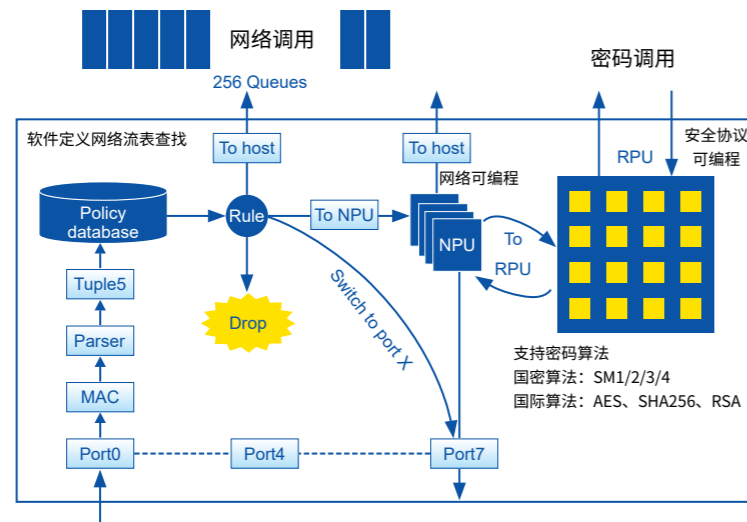 网络调用
密码调用
256 Queues
软件定义网络流表查找
To host
To host
RPU
安全协议
可编程
网络可编程
Policy
database
Rule
To NPU
NPU
To
RPU
Tuple5
Drop
Switch to port X
Parser
支持密码算法
国密算法：SM1/2/3/4
国际算法：AES、SHA256、RSA
MAC
Port0
Port4
Port7